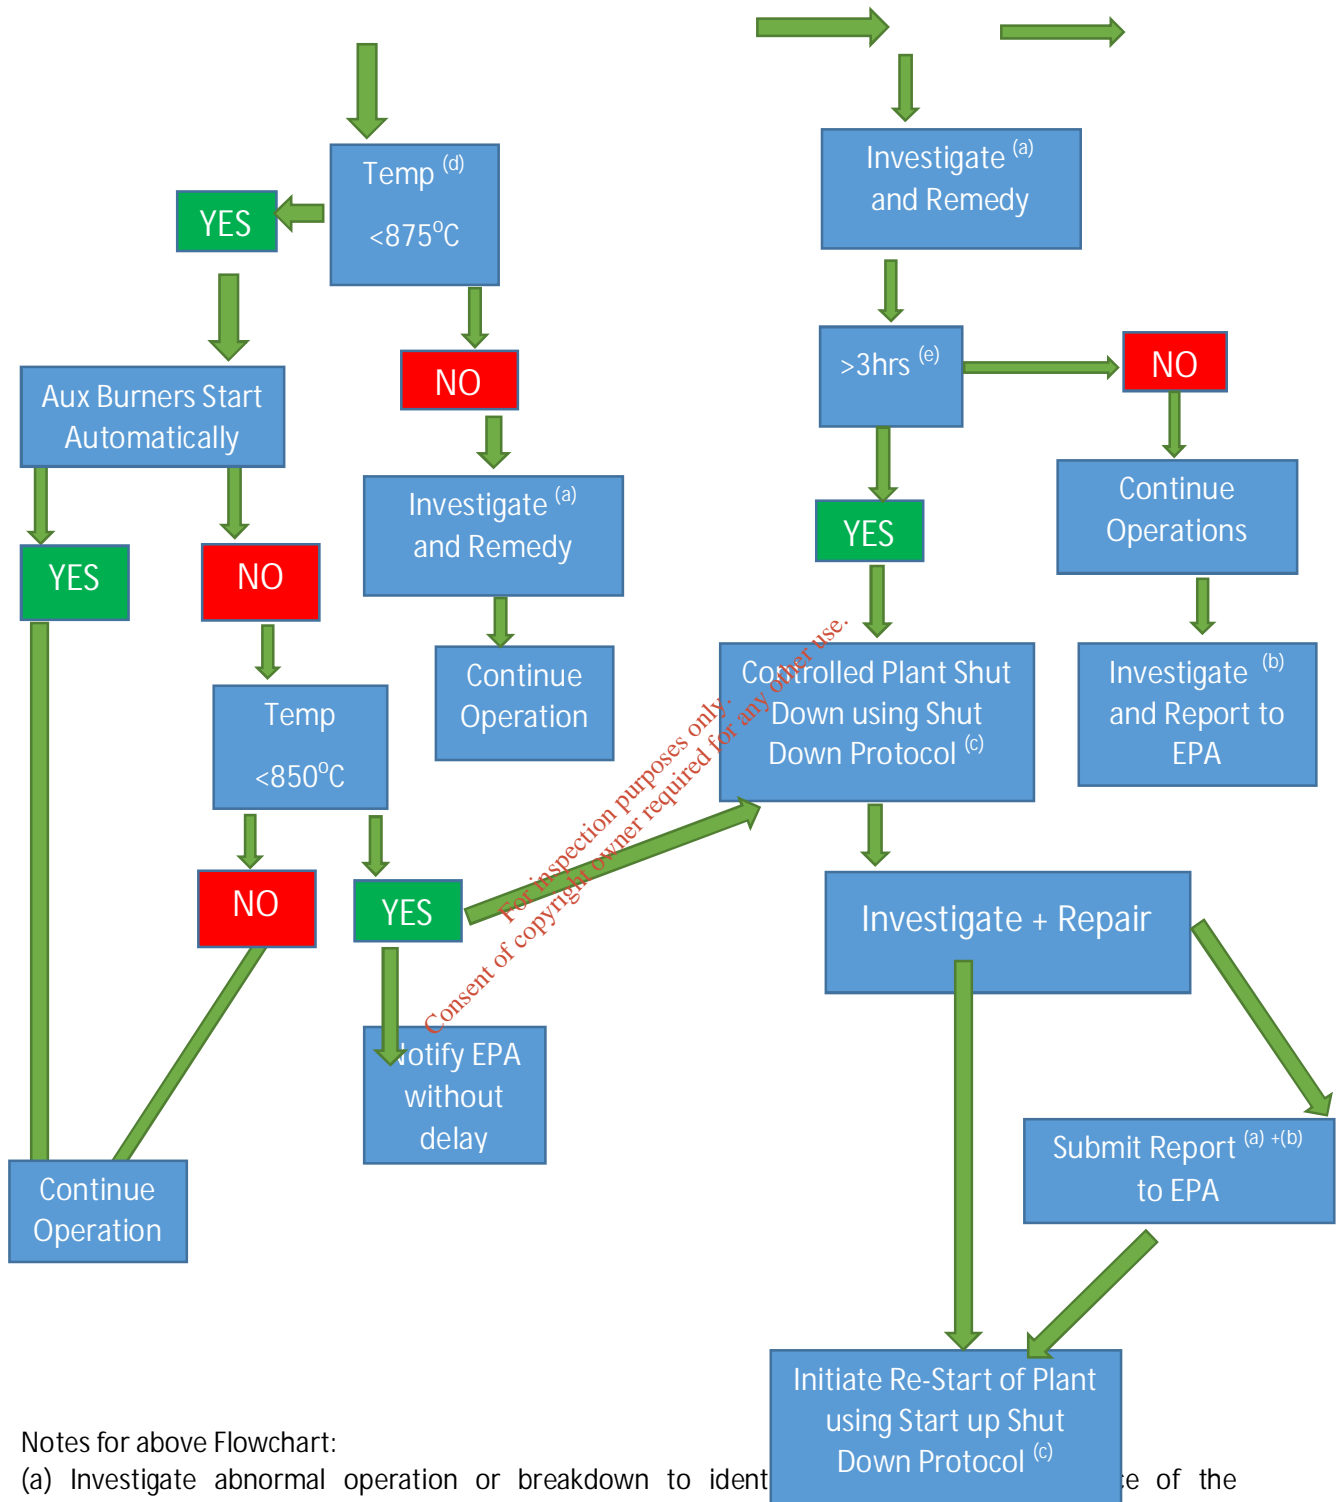 Temp (d)
<875°C
YES
NO
Aux Burners Start
Automatically
YES
NO
Investigate (a)
and Remedy
Continue
Operation
Temp
<850°C
NO
YES
Notify EPA
without
delay
Continue
Operation
Investigate (a)
and Remedy
>3hrs (e)
NO
YES
Continue
Operations
Investigate (b)
and Report to
EPA
Controlled Plant Shut
Down using Shut
Down Protocol (c)
Investigate + Repair
Submit Report (a) +(b)
to EPA
Initiate Re-Start of Plant
using Start up Shut
Down Protocol (c)
For inspection purposes only.
Consent of copyright owner required for any other use.
Notes for above Flowchart:
(a) Investigate abnormal operation or breakdown to of the